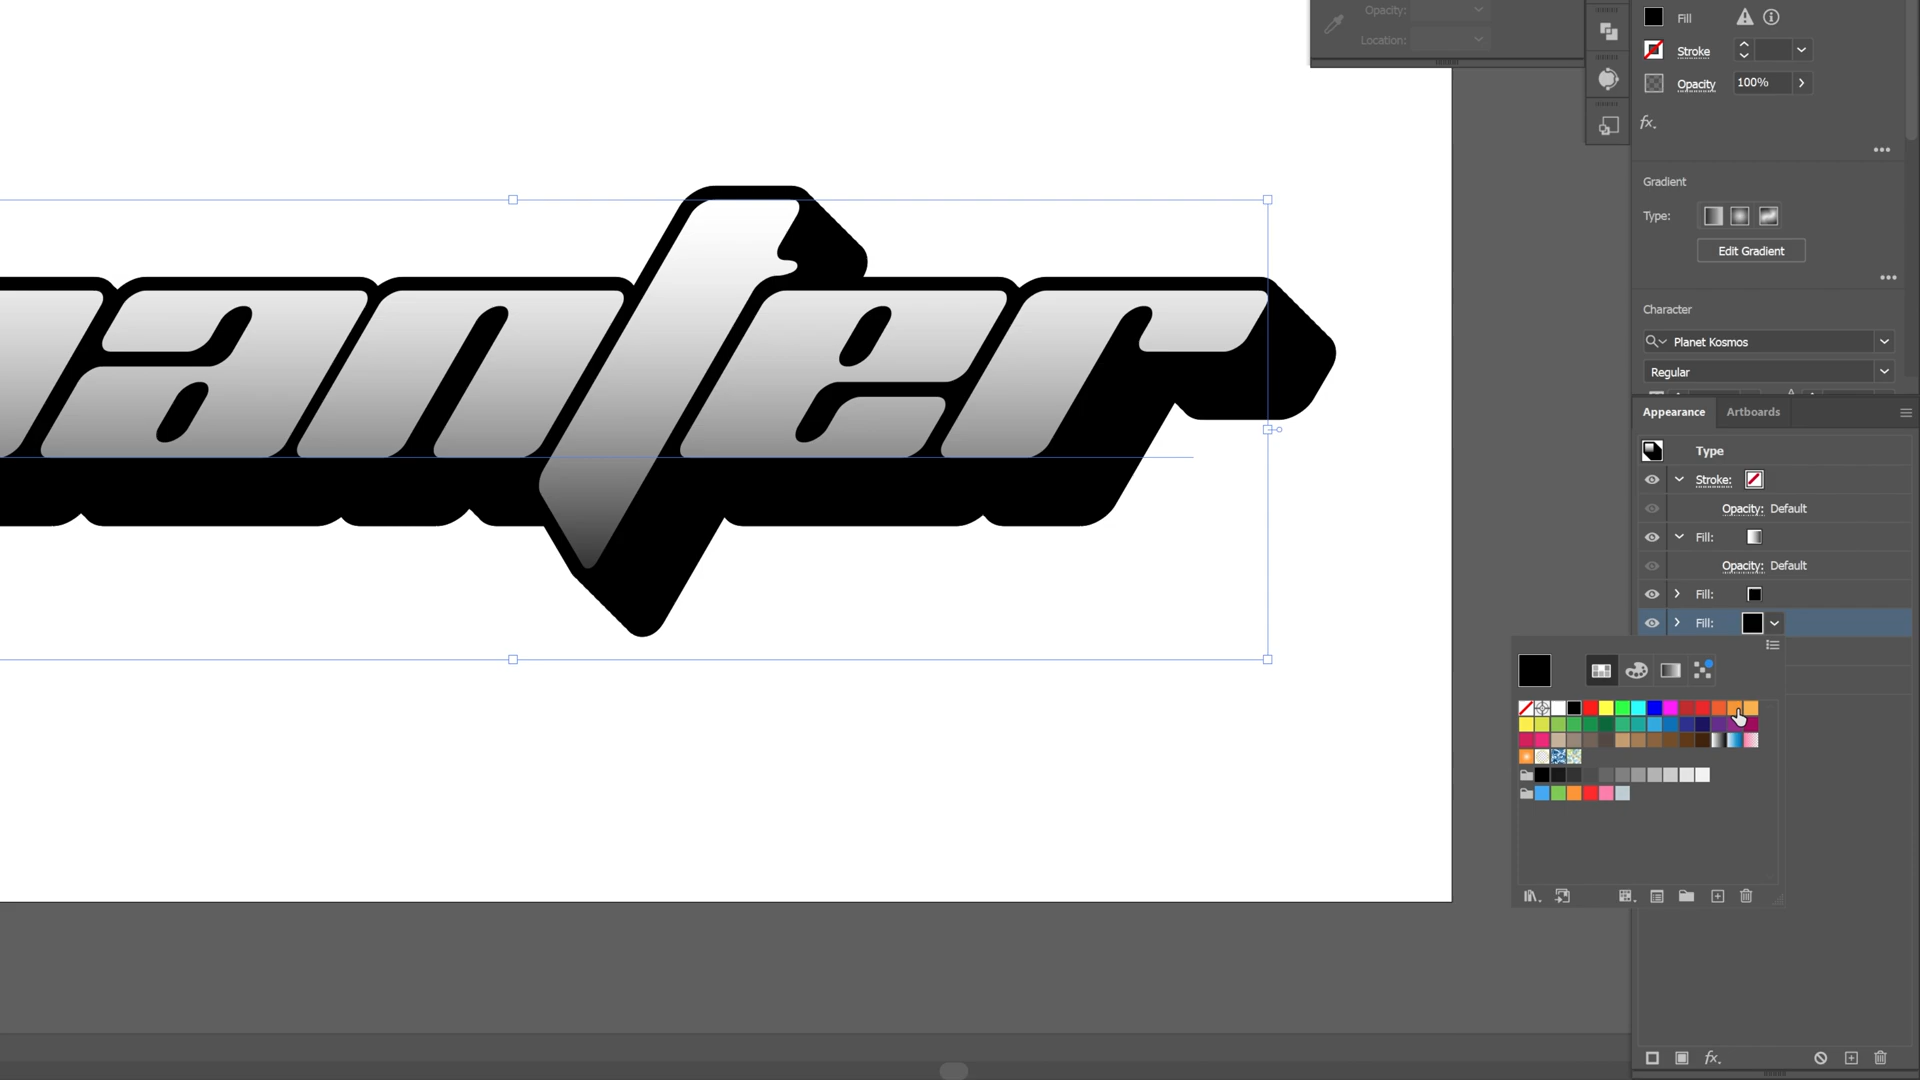 Opacity:
Location:
Fill
Stroke
Opacity 100%
fx.
Gradient
Type:
Edit Gradient
Character
Planet Kosmos
Regular
Appearance Artboards
Type
Stroke:
Opacity: Default
Fill:
Opacity: Default
Fill:
Fill:
fx.
anter